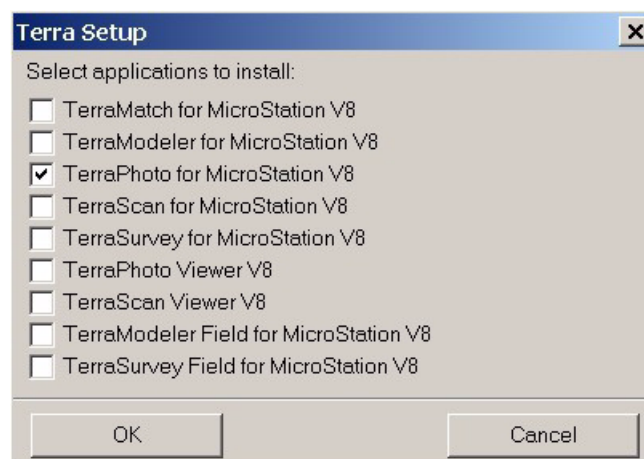 Terra Setup
Select applications to install:
TerraMatch for MicroStation V8
TerraModeler for MicroStation V8
TerraPhoto for MicroStation V8
TerraScan for MicroStation V8
TerraSurvey for MicroStation V8
TerraPhoto Viewer V8
TerraScan Viewer V8
TerraModeler Field for MicroStation V8
TerraSurvey Field for MicroStation V8
OK
Cancel